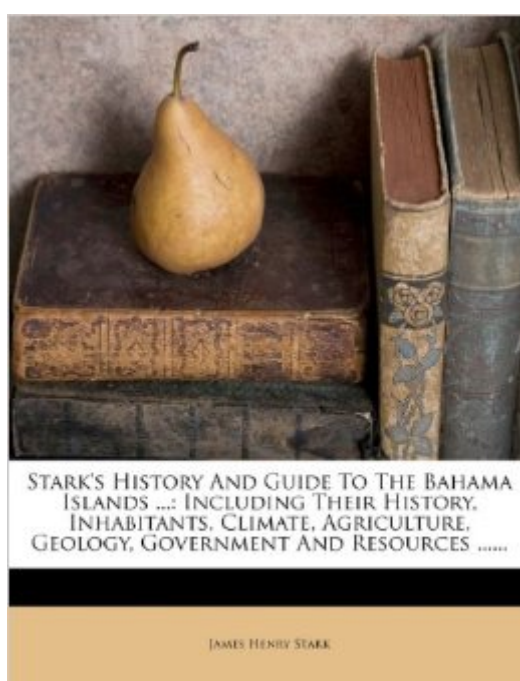 STARK'S HISTORY AND GUIDE TO THE BAHAMA
ISLANDS ...: INCLUDING THEIR HISTORY,
INHABITANTS, CLIMATE, AGRICULTURE,
GEOLOGY, GOVERNMENT AND RESOURCES ......
JAMES HENRY STARK